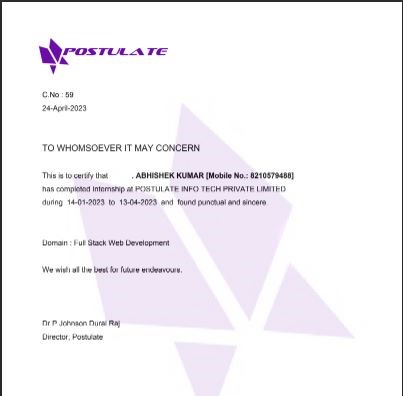 POSTULATE
C.No : 59
24-April-2023
TO WHOMSOEVER IT MAY CONCERN
This is to certify that . ABHISHEK KUMAR [Mobile No.: 8210579488]
has completed Internship at POSTULATE INFO TECH PRIVATE LIMITED
during 14-01-2023 to 13-04-2023 and found punctual and sincere.
Domain : Full Stack Web Development
We wish all the best for future endeavours.
Dr P Johnson Durai Raj
Director, Postulate